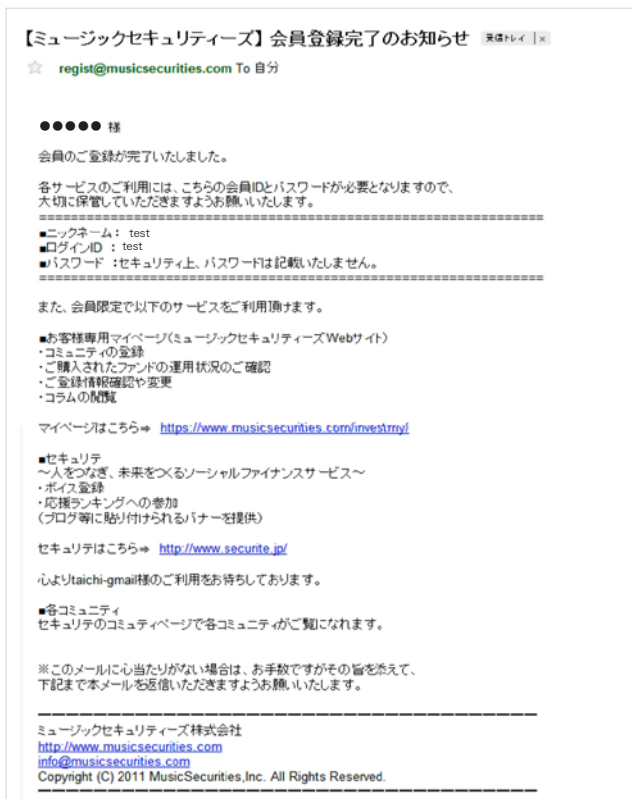 【ミュージックセキュリティーズ】会員登録完了のお知らせ 受信トレイ | ×
regist@musicsecurities.com To 自分
●●●●● 様
会員のご登録が完了いたしました。
各サービスのご利用には、こちらの会員IDとパスワードが必要となりますので、
大切に保管していただきますようお願いいたします。
===============================================================
■ニックネーム： test
■ログインID ： test
■パスワード ：セキュリティ上、パスワードは記載いたしません。
===============================================================
また、会員限定で以下のサービスをご利用頂けます。
■お客様専用マイページ（ミュージックセキュリティーズWebサイト）
・コミュニティの登録
・ご購入されたファンドの運用状況のご確認
・ご登録情報確認や変更
・コラムの閲覧
マイページはこちら⇒ https://www.musicsecurities.com/investmy/
■セキュリテ
～人をつなぎ、未来をつくるソーシャルファイナンスサービス～
・ボイス登録
・応援ランキングへの参加
（ブログ等に貼り付けられるバナーを提供）
セキュリテはこちら⇒ http://www.securite.jp/
心よりtaichi-gmail様のご利用をお待ちしております。
■各コミュニティ
セキュリテのコミュティページで各コミュニティがご覧になれます。
※このメールに心当たりがない場合は、お手数ですがその旨を添えて、
下記まで本メールを返信いただきますようお願いいたします。
ミュージックセキュリティーズ株式会社
http://www.musicsecurities.com
info@musicsecurities.com
Copyright (C) 2011 MusicSecurities,Inc. All Rights Reserved.